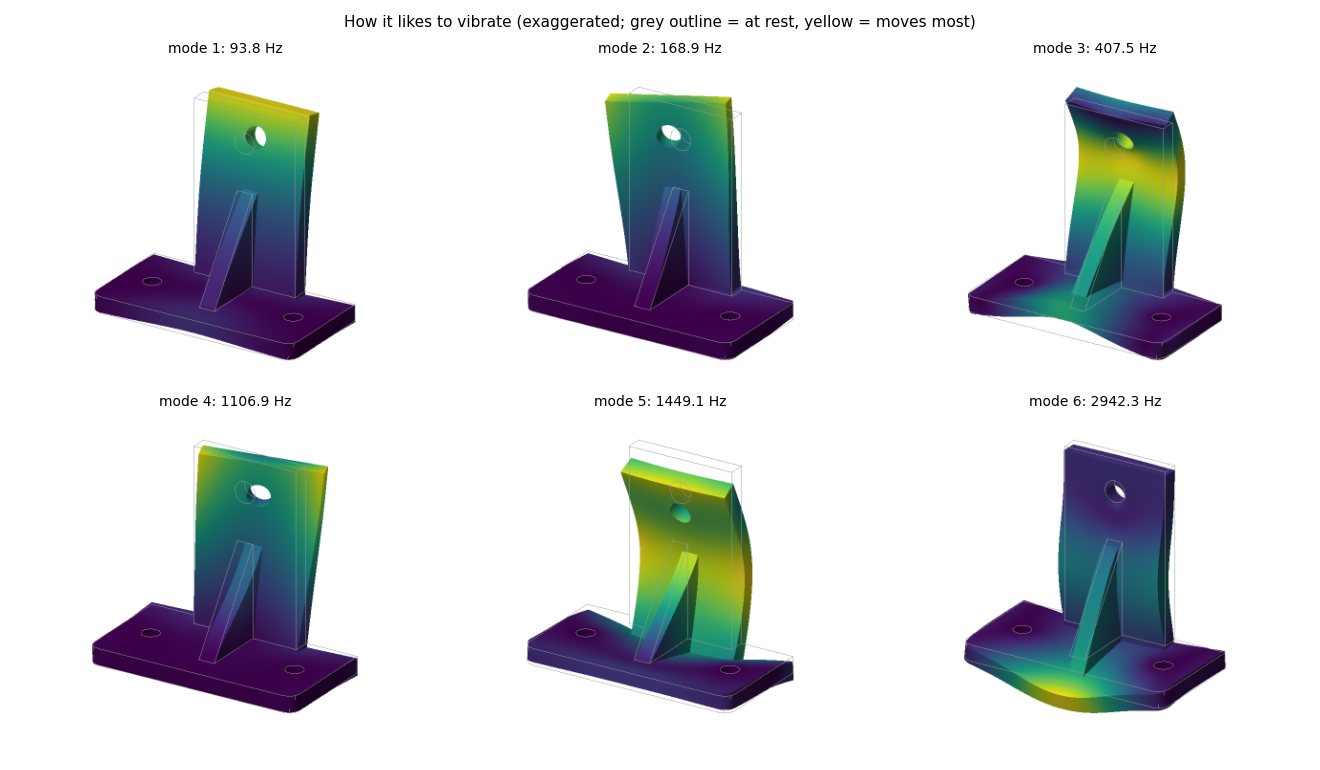 How it likes to vibrate (exaggerated; grey outline = at rest, yellow = moves most)
mode 1: 93.8 Hz
mode 2: 168.9 Hz
mode 3: 407.5 Hz
mode 4: 1106.9 Hz
mode 5: 1449.1 Hz
mode 6: 2942.3 Hz